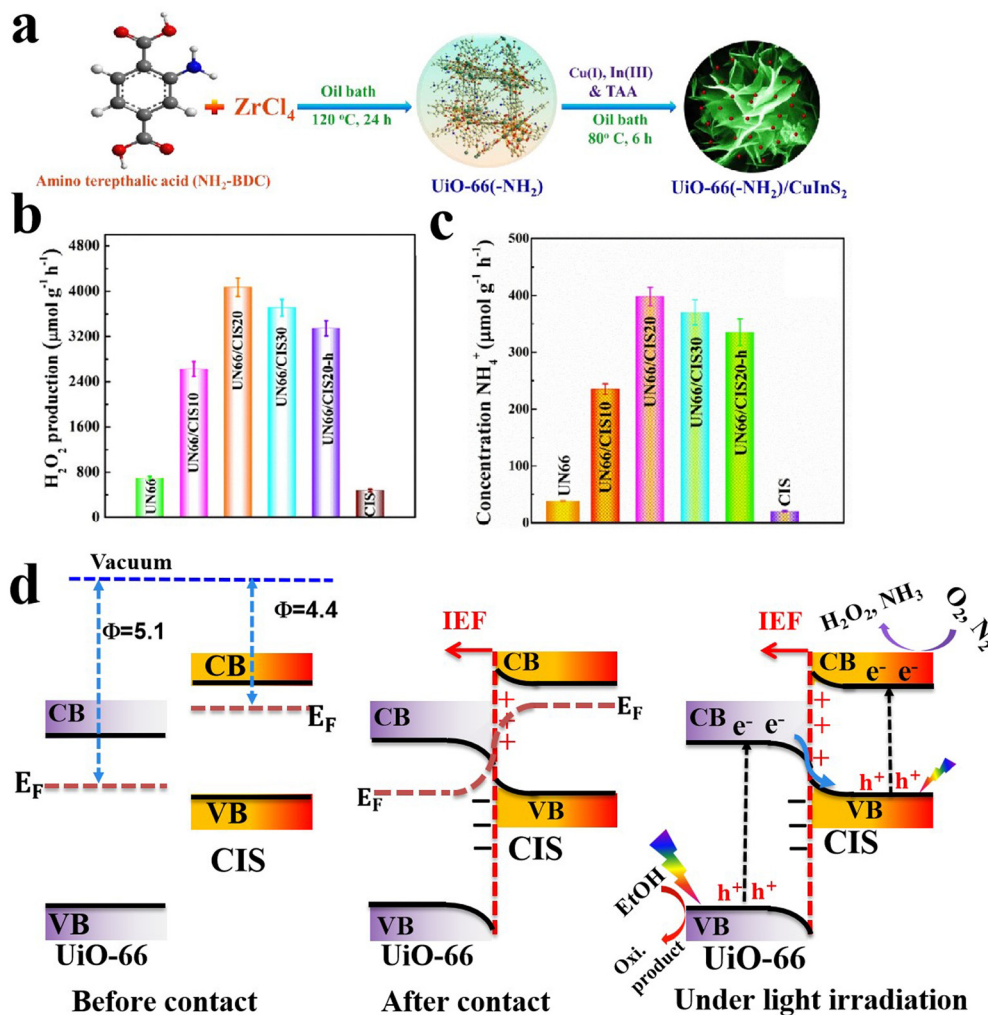 a
ZrCl₄
Oil bath
120 °C, 24 h
Cu(I), In(III)
& TAA
Oil bath
80° C, 6 h
Amino terepthalic acid (NH₂-BDC)
UiO-66(-NH₂)
UiO-66(-NH₂)/CuInS₂
b
H₂O₂ production (μmol g⁻¹ h⁻¹)
4800
4000
3200
2400
1600
800
0
UN66
UN66/CIS10
UN66/CIS20
UN66/CIS30
UN66/CIS20-h
CIS
c
Concentration NH₄⁺ (μmol g⁻¹ h⁻¹)
500
400
300
200
100
0
UN66
UN66/CIS10
UN66/CIS20
UN66/CIS30
UN66/CIS20-h
CIS
d
Vacuum
Φ=5.1
Φ=4.4
CB
CB
E_F
E_F
VB
CIS
VB
UiO-66
Before contact
IEF
CB
CB
+
+
+
E_F
E_F
VB
CIS
VB
UiO-66
After contact
IEF
H₂O₂, NH₃
O₂, N₂
CB
e⁻ e⁻
CB
e⁻ e⁻
+
+
+
h⁺ h⁺
VB
CIS
EtOH
h⁺ h⁺
VB
Oxi.
product
UiO-66
Under light irradiation